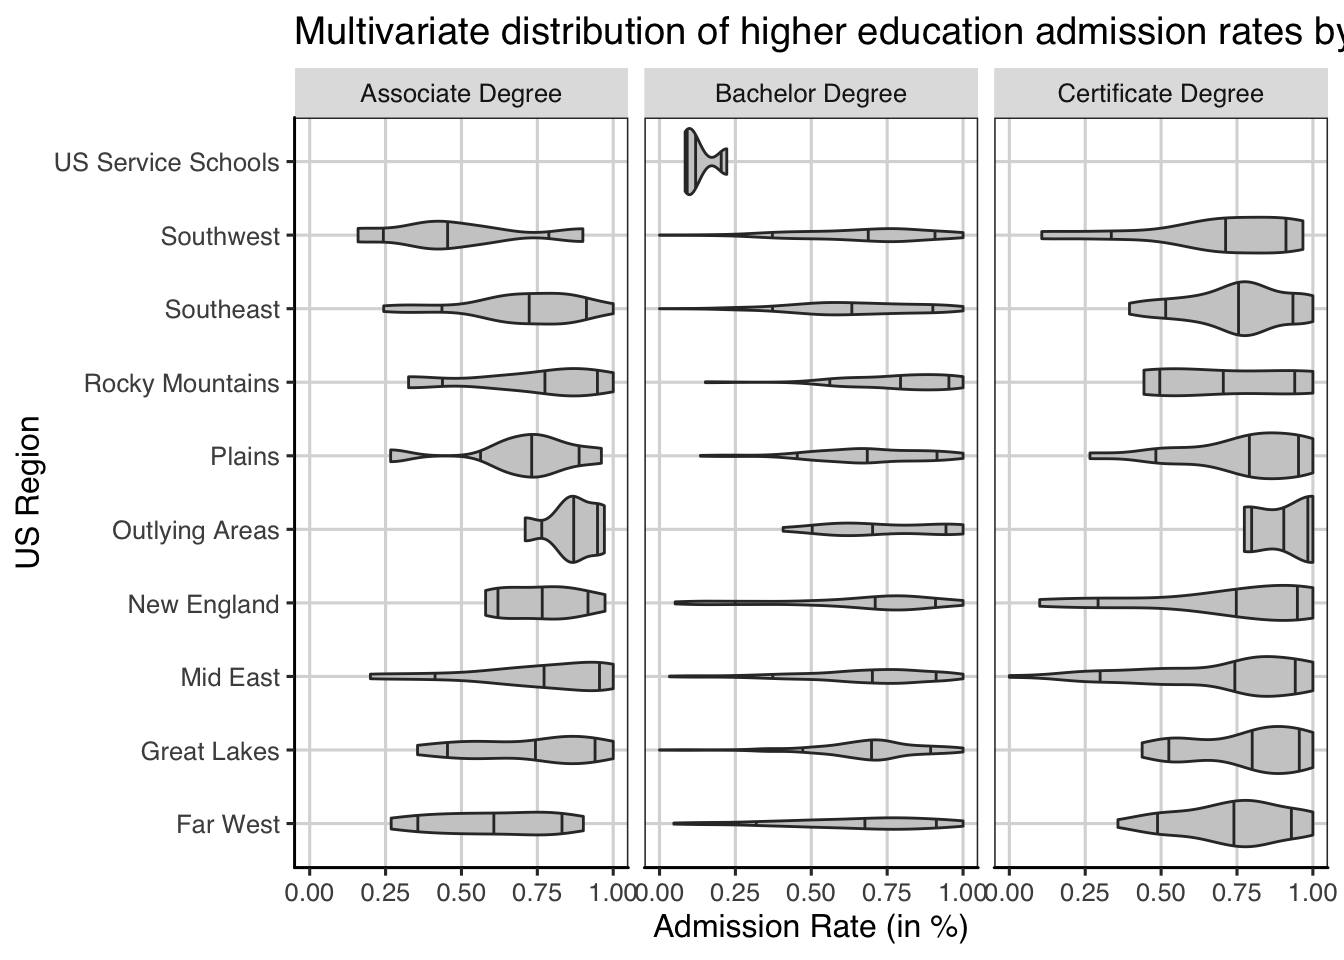 Multivariate distribution of higher education admission rates by
Associate Degree Bachelor Degree Certificate Degree
US Service Schools
Southwest
Southeast
Rocky Mountains
Plains
Outlying Areas
New England
Mid East
Great Lakes
Far West
US Region
0.00 0.25 0.50 0.75 1.00 0.00 0.25 0.50 0.75 1.00 0.00 0.25 0.50 0.75 1.00
Admission Rate (in %)